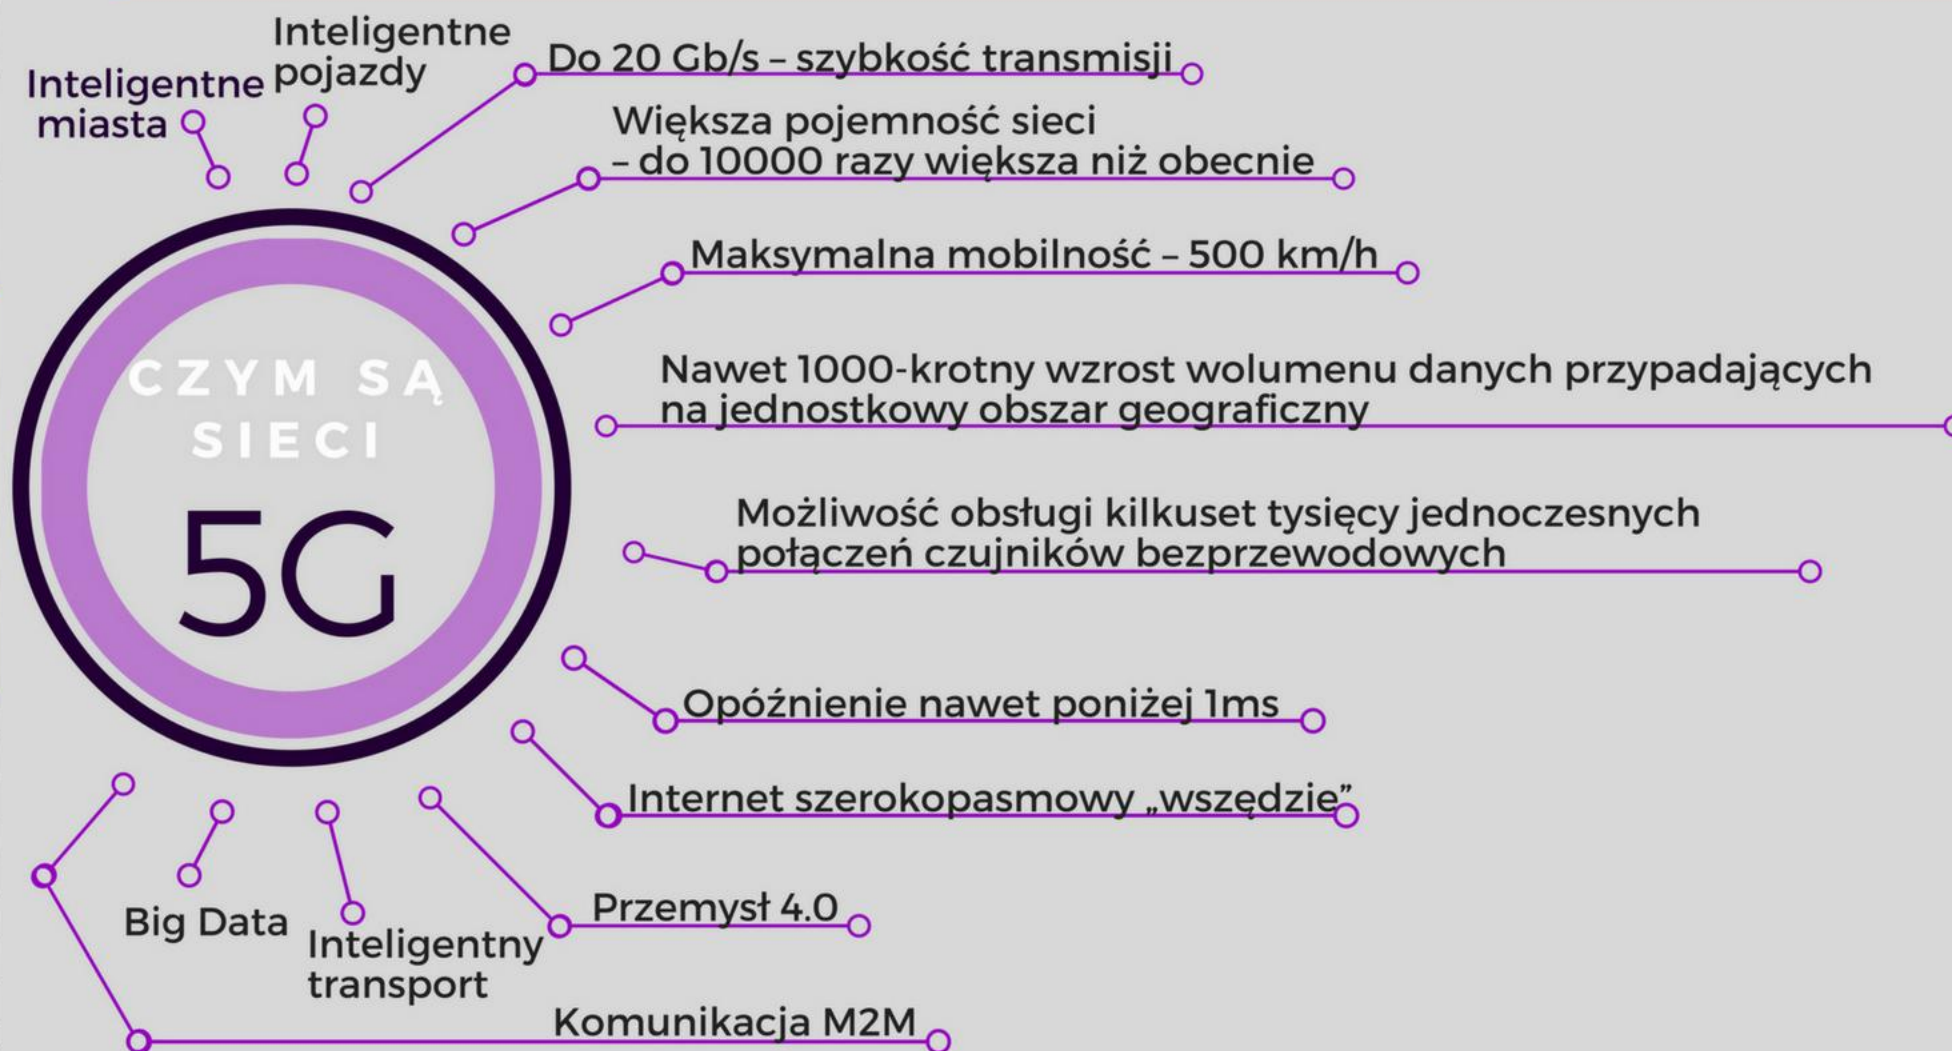 Inteligentne
miasta
Inteligentne
pojazdy
Do 20 Gb/s – szybkość transmisji
Większa pojemność sieci
– do 10000 razy większa niż obecnie
Maksymalna mobilność – 500 km/h
CZYM SĄ
SIECI
5G
Nawet 1000-krotny wzrost wolumenu danych przypadających
na jednostkowy obszar geograficzny
Możliwość obsługi kilkuset tysięcy jednoczesnych
połączeń czujników bezprzewodowych
Opóźnienie nawet poniżej 1ms
Internet szerokopasmowy „wszędzie”
Przemysł 4.0
Big Data
Inteligentny
transport
Komunikacja M2M